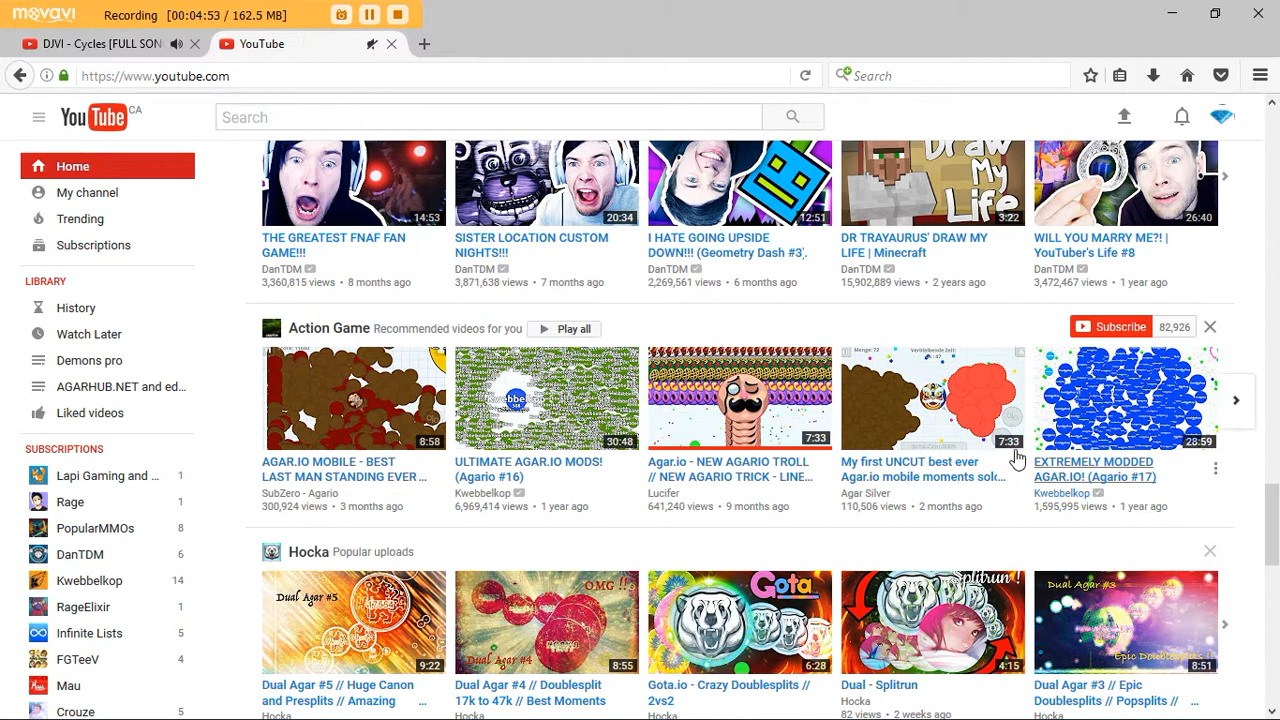 movavi Recording [00:04:53 / 162.5 MB]
DJVI - Cycles [FULL SON
YouTube
https://www.youtube.com
Search
YouTube CA
Search
Home
My channel
Trending
Subscriptions
LIBRARY
History
Watch Later
Demons pro
AGARHUB.NET and ed...
Liked videos
SUBSCRIPTIONS
Lapi Gaming and ... 1
Rage 1
PopularMMOs 8
DanTDM 6
Kwebbelkop 14
RageElixir 1
Infinite Lists 5
FGTeeV 4
Mau 1
Crouze 5
14:53
20:34
12:51
Draw My Life
3:22
26:40
THE GREATEST FNAF FAN GAME!!!
DanTDM
3,360,815 views • 8 months ago
SISTER LOCATION CUSTOM NIGHTS!!!
DanTDM
3,871,638 views • 7 months ago
I HATE GOING UPSIDE DOWN!!! (Geometry Dash #3).
DanTDM
2,269,561 views • 6 months ago
DR TRAYAURUS' DRAW MY LIFE | Minecraft
DanTDM
15,902,889 views • 2 years ago
WILL YOU MARRY ME?! | YouTuber's Life #8
DanTDM
3,472,467 views • 1 year ago
Action Game Recommended videos for you Play all
Subscribe 82,926
8:58
30:48
7:33
Menge: 72
Verbleibende Zeit:
7:33
28:59
AGAR.IO MOBILE - BEST LAST MAN STANDING EVER ...
SubZero - Agario
300,924 views • 3 months ago
ULTIMATE AGAR.IO MODS! (Agario #16)
Kwebbelkop
6,969,414 views • 1 year ago
Agar.io - NEW AGARIO TROLL // NEW AGARIO TRICK - LINE...
Lucifer
641,240 views • 9 months ago
My first UNCUT best ever Agar.io mobile moments solo...
Agar Silver
110,506 views • 2 months ago
EXTREMELY MODDED AGAR.IO! (Agario #17)
Kwebbelkop
1,595,995 views • 1 year ago
Hocka Popular uploads
Dual Agar #5
9:22
OMG !!
Dual Agar #4
8:55
Gota
6:28
Splitrun !
4:15
Dual Agar #3
Epic Doublesplits !!
8:51
Dual Agar #5 // Huge Canon and Presplits // Amazing ...
Hocka
Dual Agar #4 // Doublesplit 17k to 47k // Best Moments
Hocka
Gota.io - Crazy Doublesplits // 2vs2
Hocka
Dual - Splitrun
Hocka
82 views • 2 weeks ago
Dual Agar #3 // Epic Doublesplits // Popsplits // ...
Hocka